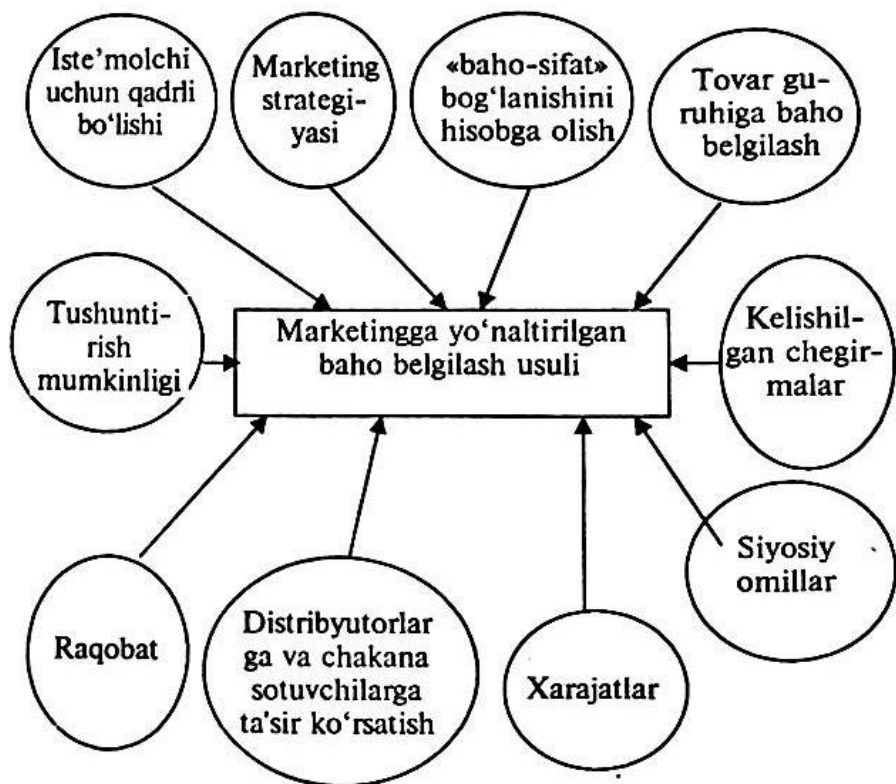 Iste’molchi
uchun qadrli
bo‘lishi
Marketing
strategi-
yasi
«baho-sifat»
bog‘lanishini
hisobga olish
Tovar gu-
ruhiga baho
belgilash
Tushunti-
rish
mumkinligi
Marketingga yo‘naltirilgan
baho belgilash usuli
Kelishil-
gan chegir-
malar
Raqobat
Distribyutorlar
ga va chakana
sotuvchilarga
ta'sir ko‘rsatish
Xarajatlar
Siyosiy
omillar